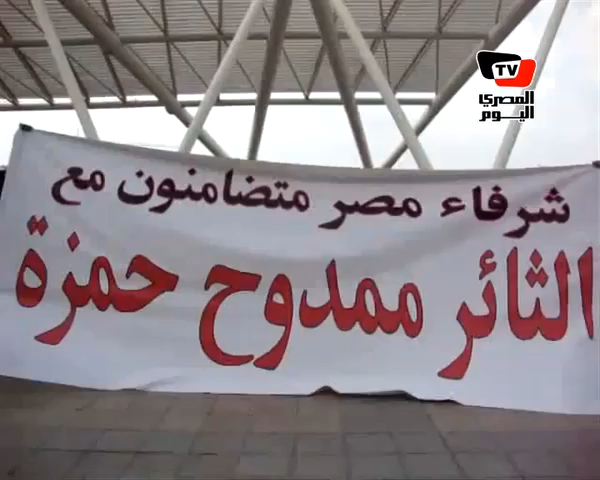 TV
المصري
اليوم
شرفاء مصر متضامنون مع
الثائر ممدوح حمزة